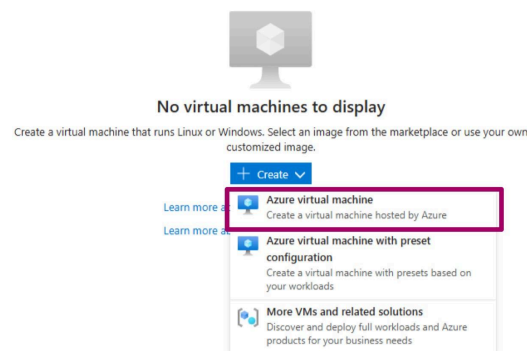 No virtual machines to display
Create a virtual machine that runs Linux or Windows. Select an image from the marketplace or use your own
customized image.
+ Create
Azure virtual machine
Learn more
Create a virtual machine hosted by Azure
Learn more
Azure virtual machine with preset
configuration
Create a virtual machine with presets based on
your workloads
More VMs and related solutions
Discover and deploy full workloads and Azure
products for your business needs